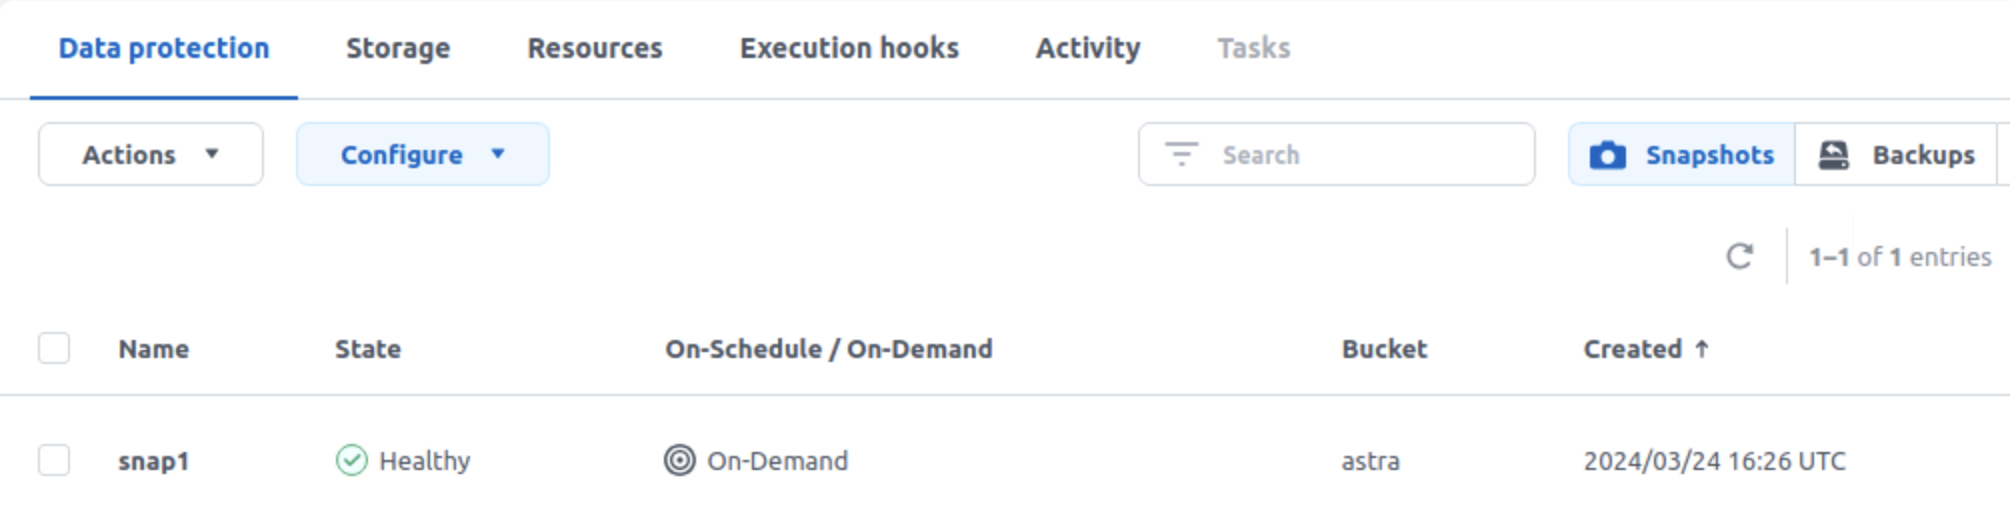 Data protection Storage Resources Execution hooks Activity Tasks
Actions Configure Search Snapshots Backups
1–1 of 1 entries
Name State On-Schedule / On-Demand Bucket Created ↑
snap1 Healthy On-Demand astra 2024/03/24 16:26 UTC